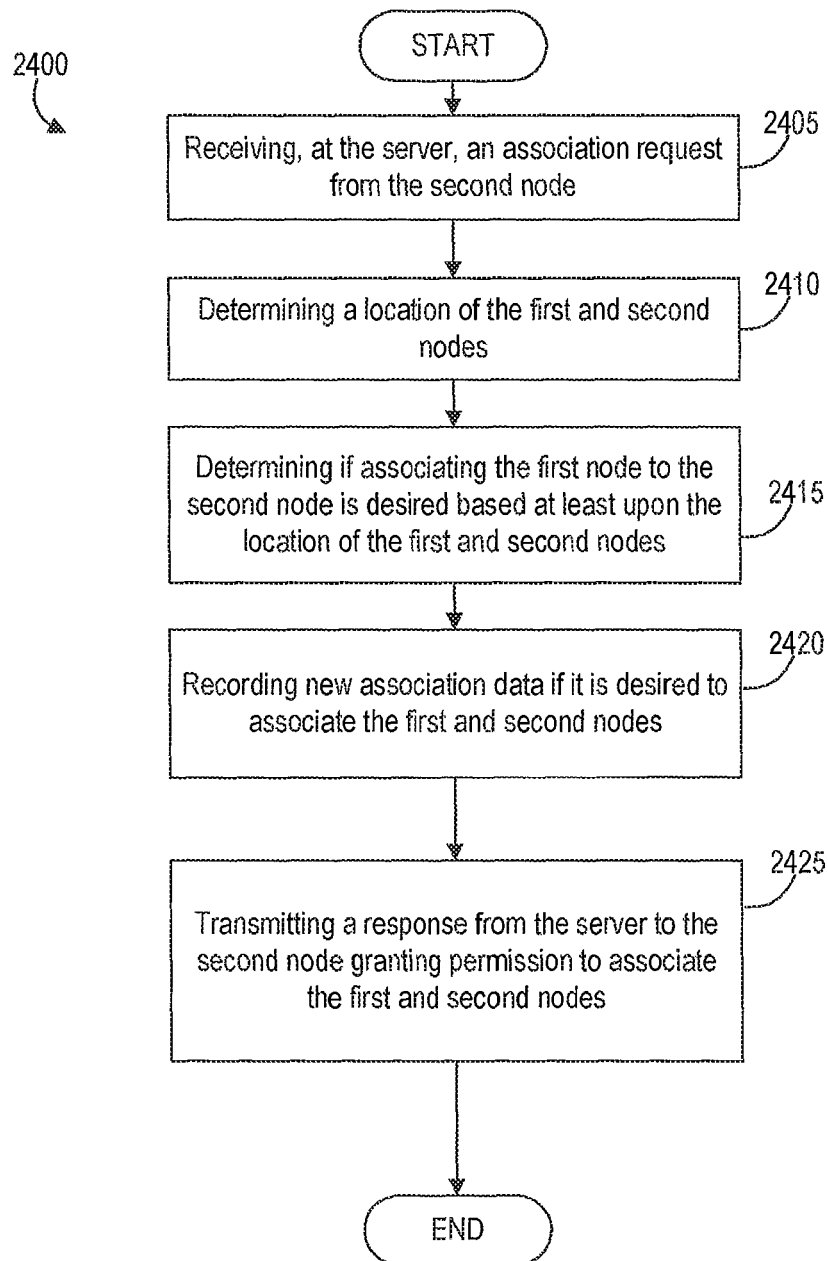 START
2400
2405
Receiving, at the server, an association request
from the second node
2410
Determining a location of the first and second
nodes
Determining if associating the first node to the
second node is desired based at least upon the
location of the first and second nodes
2415
2420
Recording new association data if it is desired to
associate the first and second nodes
2425
Transmitting a response from the server to the
second node granting permission to associate
the first and second nodes
END